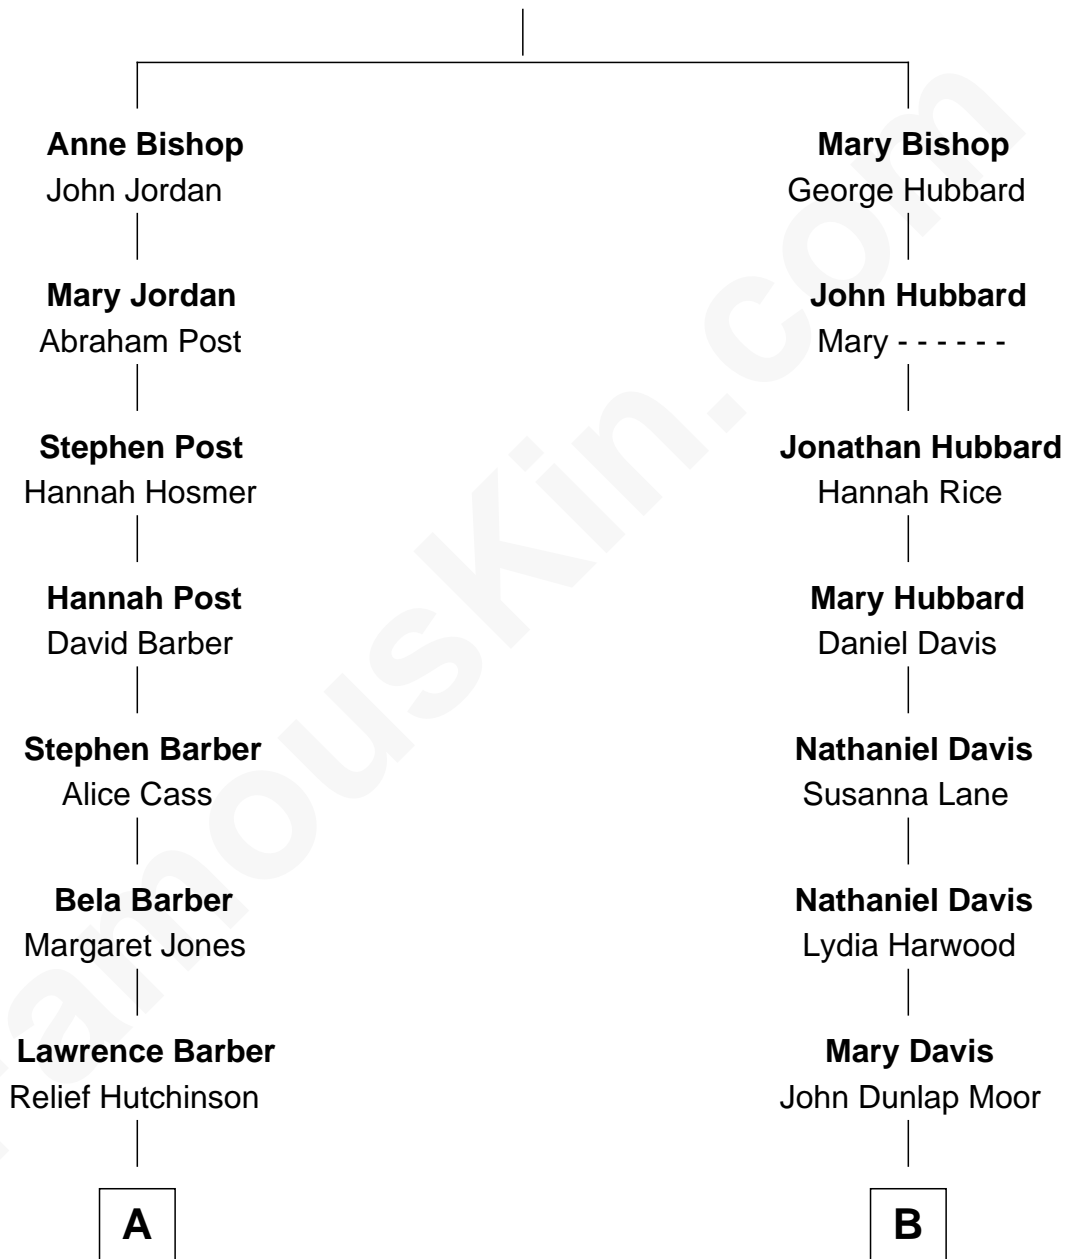 Anne Bishop
John Jordan
Mary Jordan
Abraham Post
Stephen Post
Hannah Hosmer
Hannah Post
David Barber
Stephen Barber
Alice Cass
Bela Barber
Margaret Jones
Lawrence Barber
Relief Hutchinson
A
Mary Bishop
George Hubbard
John Hubbard
Mary - - - - - -
Jonathan Hubbard
Hannah Rice
Mary Hubbard
Daniel Davis
Nathaniel Davis
Susanna Lane
Nathaniel Davis
Lydia Harwood
Mary Davis
John Dunlap Moor
B
FamousKin.com